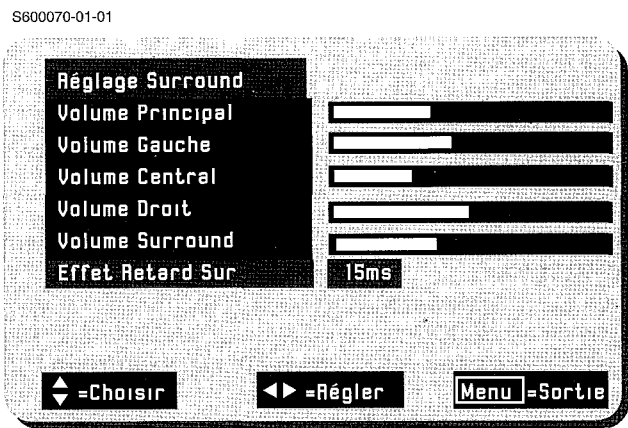 S600070-01-01
Réglage Surround
Volume Principal
Volume Gauche
Volume Central
Volume Droit
Volume Surround
Effet Retard Sur 15ms
=Choisir =Régler Menu =Sortie